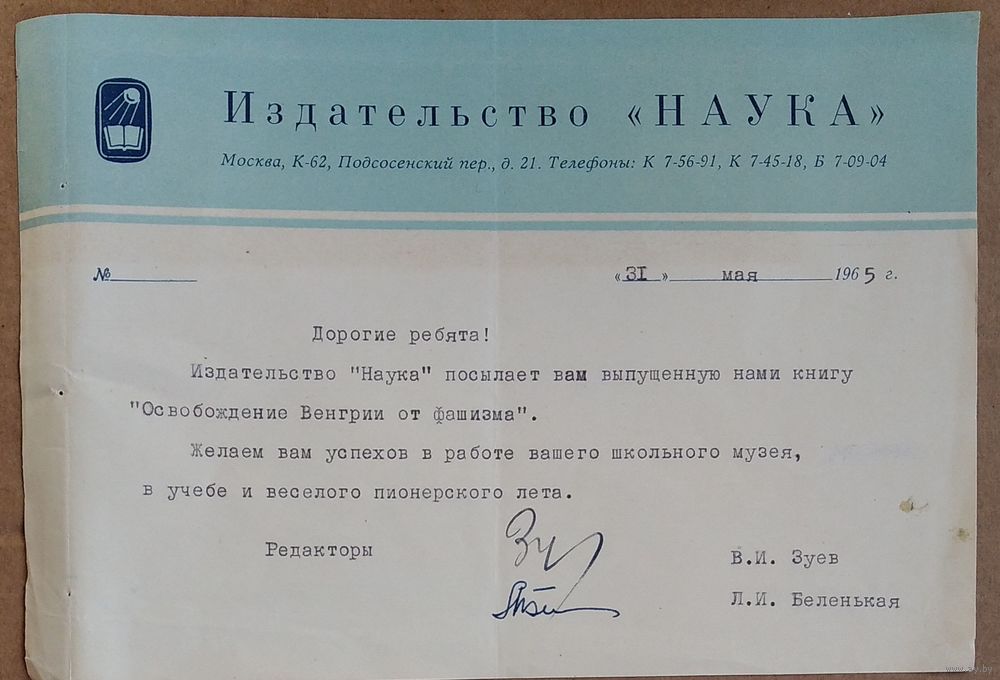 Издательство «НАУКА»
Москва, К-62, Подсосенский пер., д. 21. Телефоны: К 7-56-91, К 7-45-18, Б 7-09-04
№ «3I» мая 1965 г.
Дорогие ребята!
Издательство "Наука" посылает вам выпущенную нами книгу
"Освобождение Венгрии от фашизма".
Желаем вам успехов в работе вашего школьного музея,
в учебе и веселого пионерского лета.
Редакторы
В.И. Зуев
Л.И. Беленькая